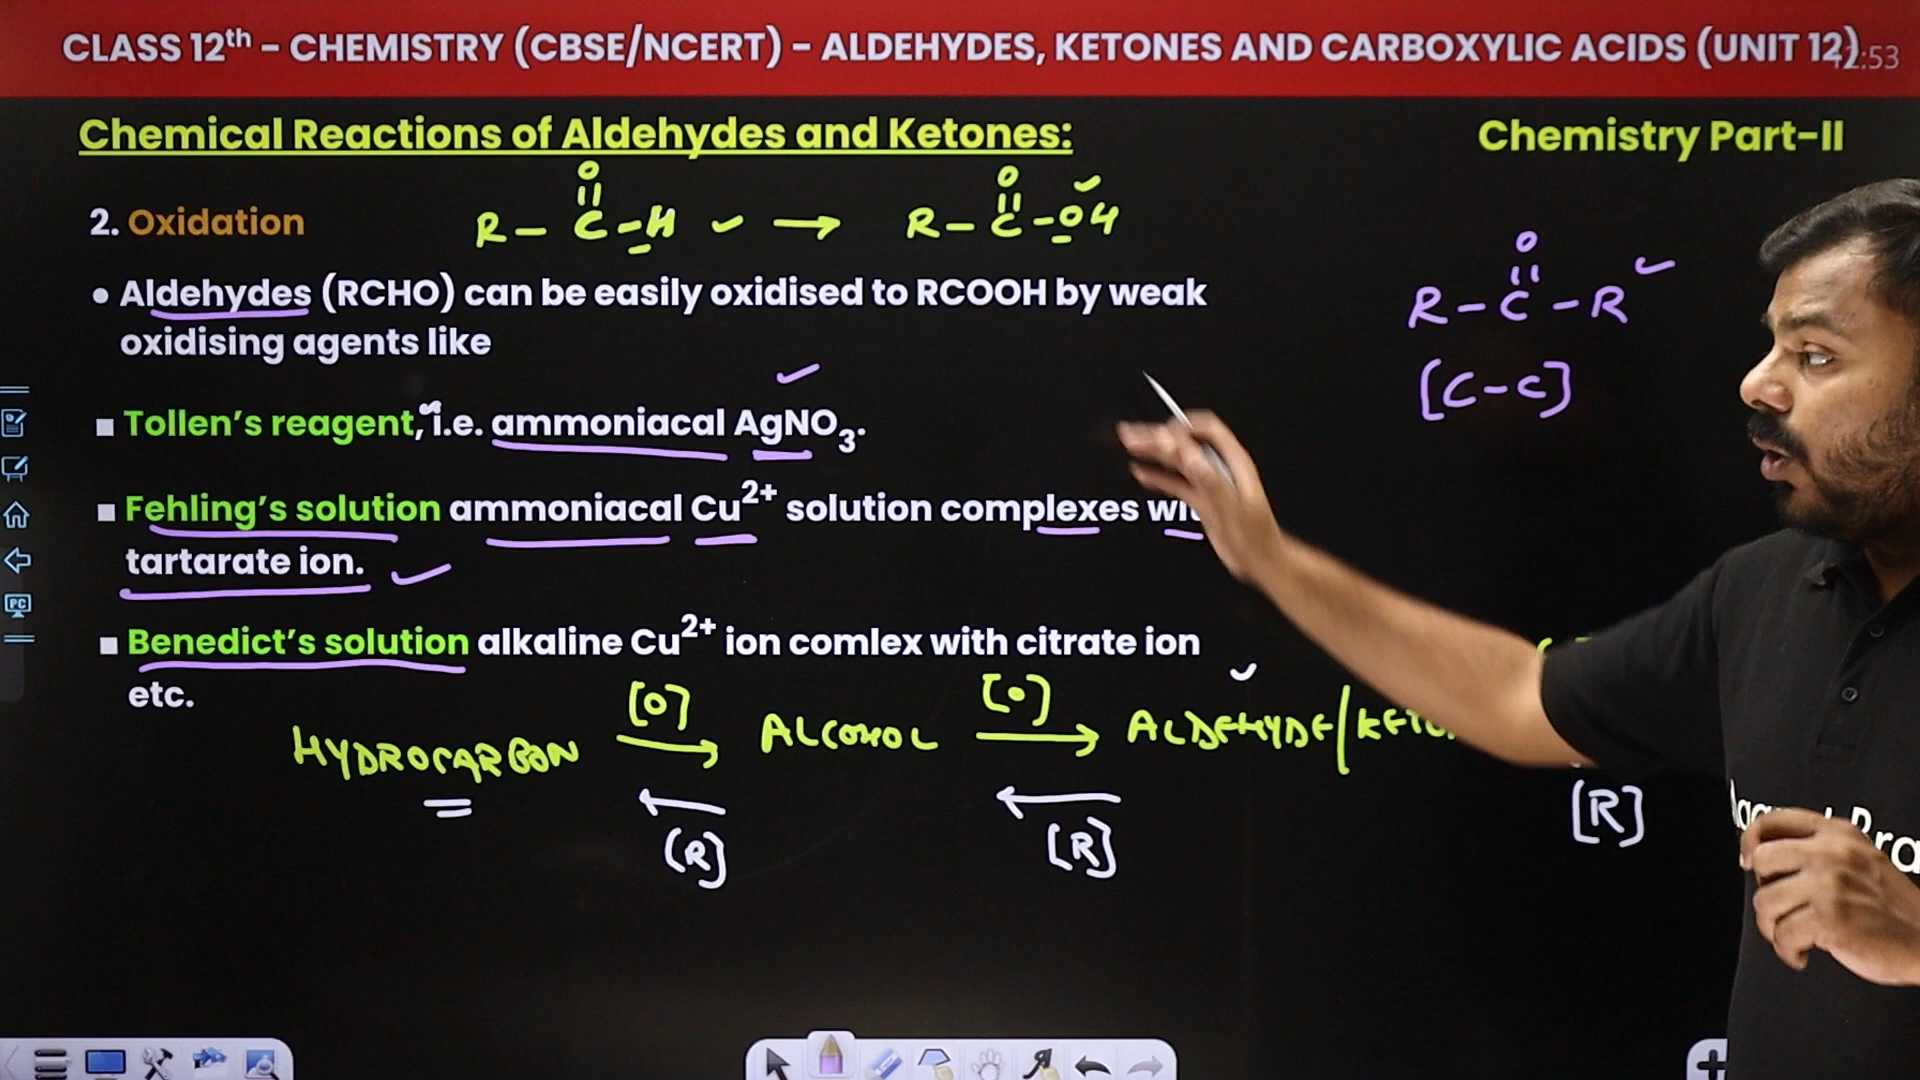 CLASS 12th – CHEMISTRY (CBSE/NCERT) – ALDEHYDES, KETONES AND CARBOXYLIC ACIDS (UNIT 12)
:53
Chemical Reactions of Aldehydes and Ketones:
Chemistry Part-II
O
R – C – H → R – C – OH
O
2. Oxidation
O
R – C – R
[C – C]
• Aldehydes (RCHO) can be easily oxidised to RCOOH by weak
oxidising agents like
▪ Tollen's reagent, i.e. ammoniacal AgNO3.
▪ Fehling's solution ammoniacal Cu2+ solution complexes
tartarate ion.
▪ Benedict's solution alkaline Cu2+ ion comlex with citrate ion
etc.
[O] [O]
HYDROCARBON → ALCOHOL → ALDEHYDE/
← ←
[R] [R] [R]
PC